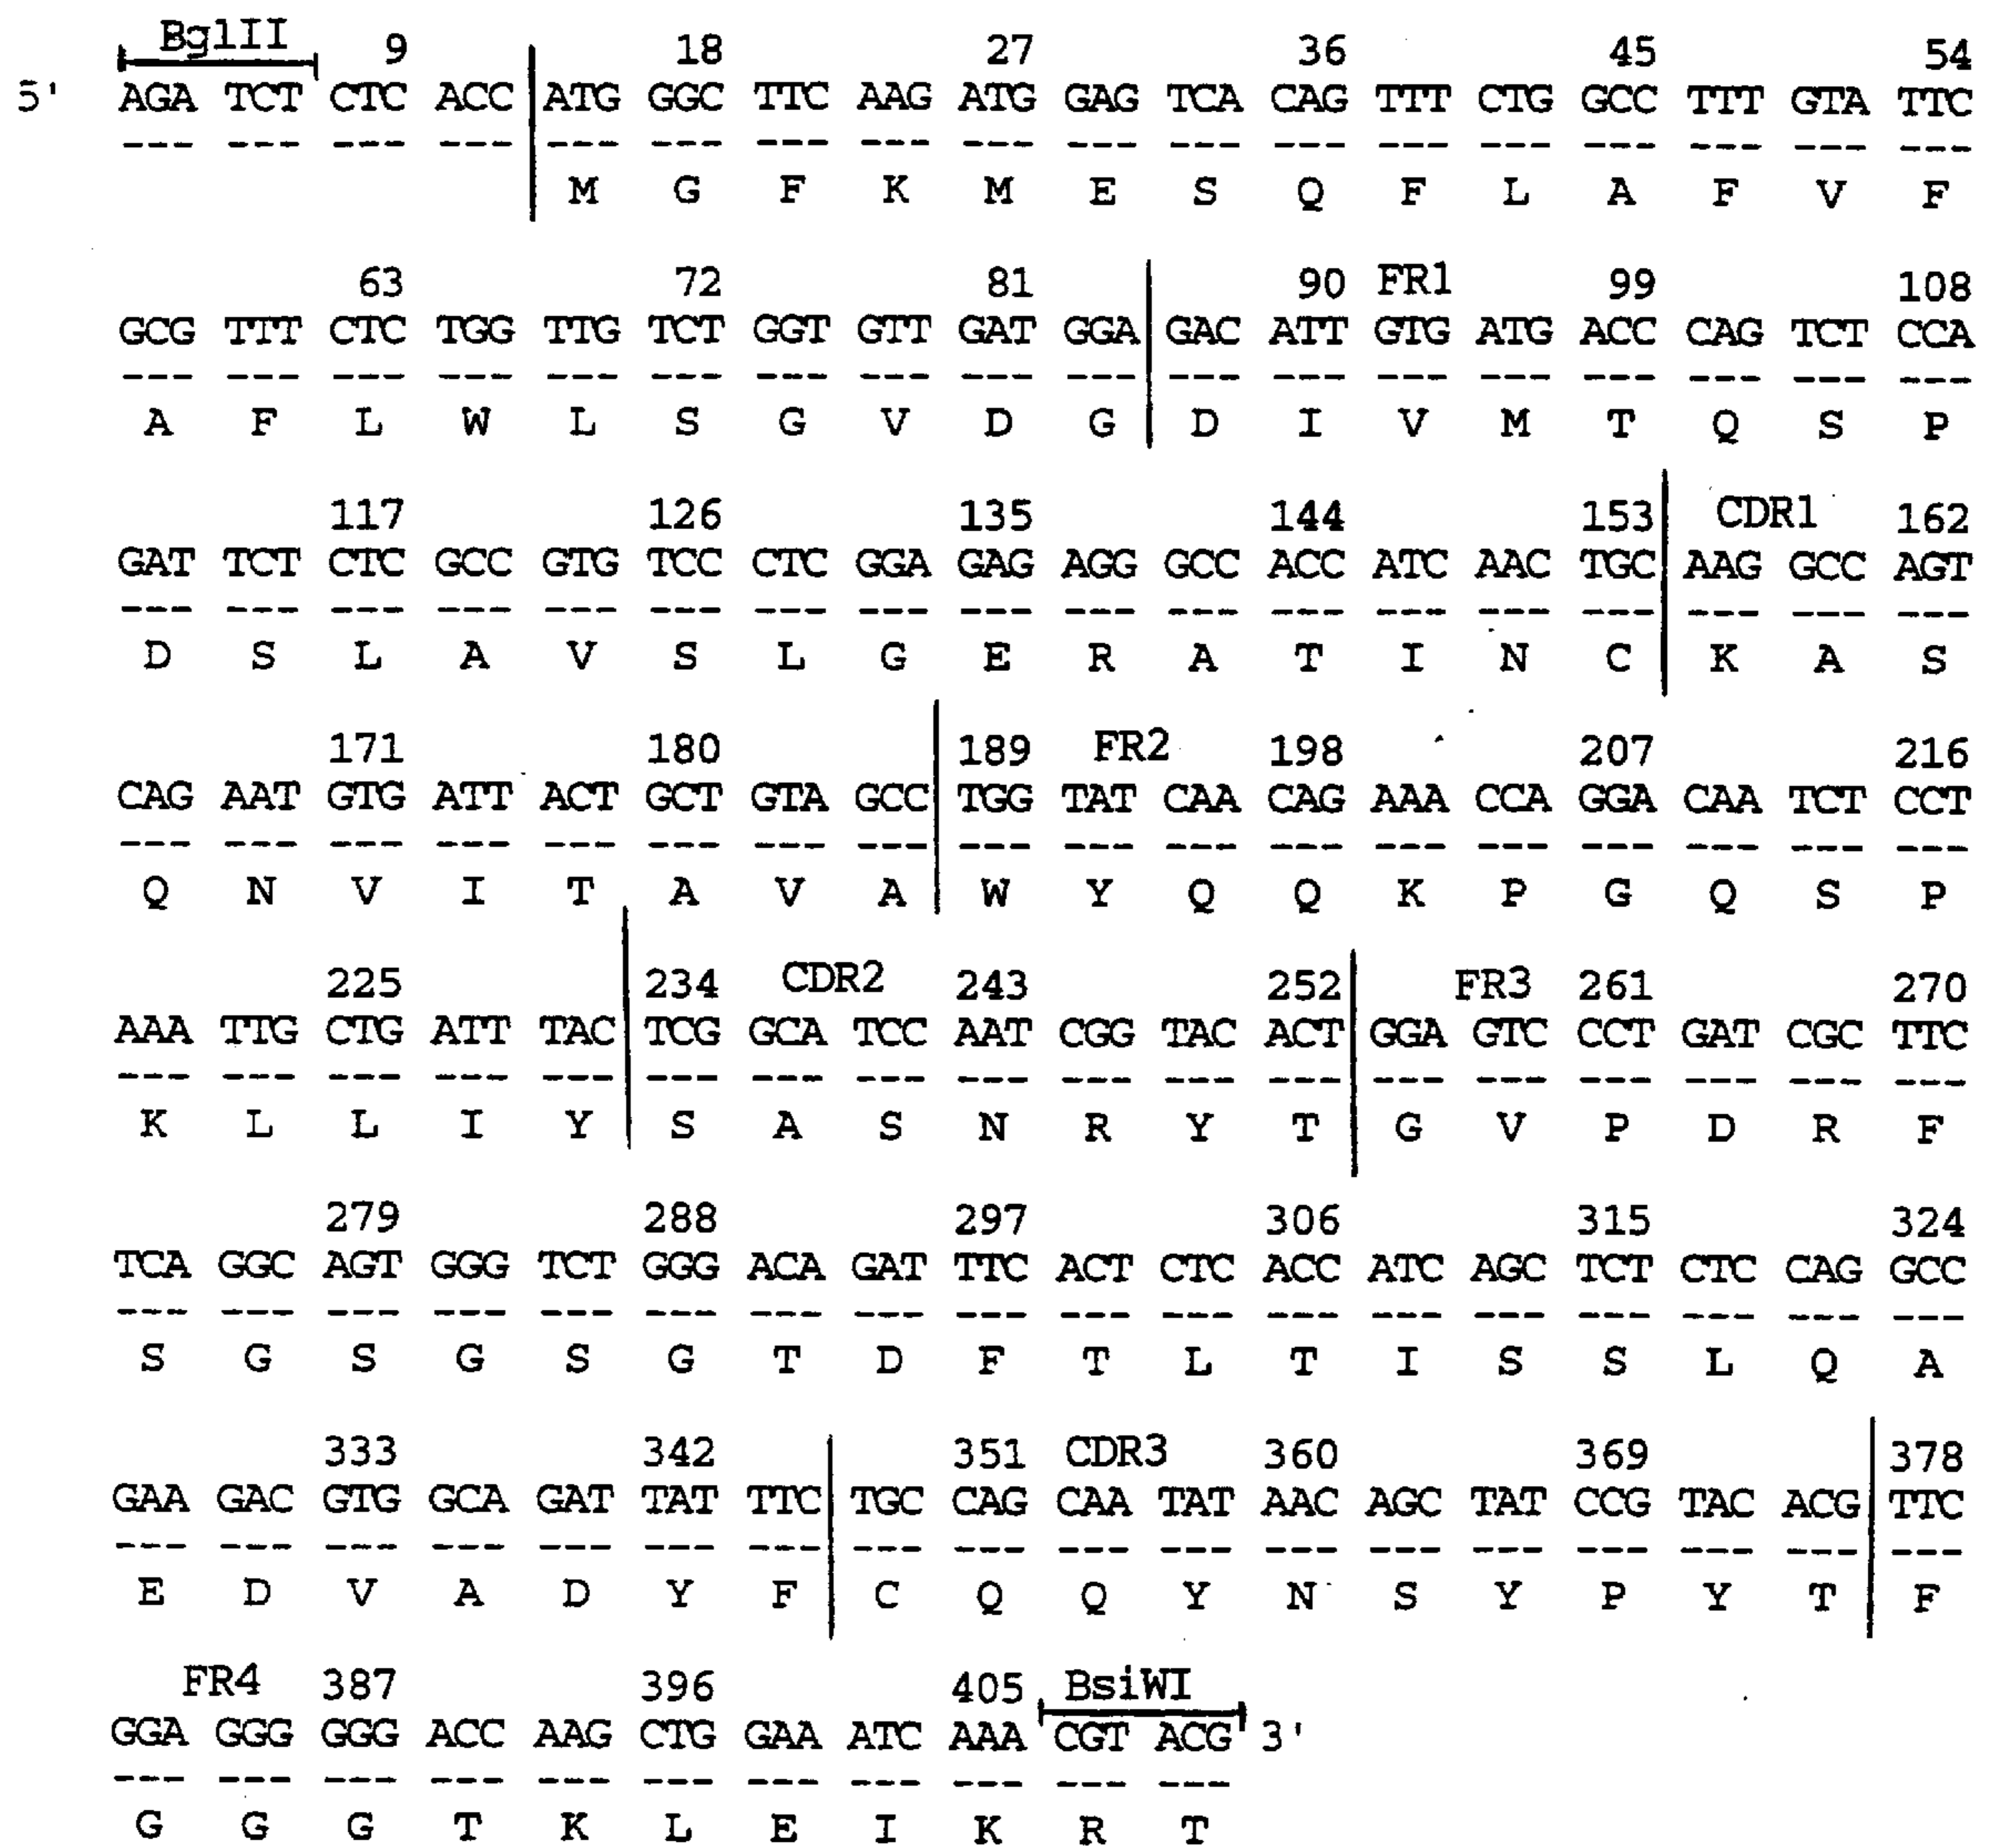 BglII 9 18 27 36 45 54
5' AGA TCT CTC ACC ATG GGC TTC AAG ATG GAG TCA CAG TTT CTG GCC TTT GTA TTC
--- --- --- --- --- --- --- --- --- --- --- --- --- --- --- --- --- ---
M G F K M E S Q F L A F V F
63 72 81 90 FR1 99 108
GCG TTT CTC TGG TTG TCT GGT GTT GAT GGA GAC ATT GTG ATG ACC CAG TCT CCA
--- --- --- --- --- --- --- --- --- --- --- --- --- --- --- --- --- ---
A F L W L S G V D G D I V M T Q S P
117 126 135 144 153 CDR1 162
GAT TCT CTC GCC GTG TCC CTC GGA GAG AGG GCC ACC ATC AAC TGC AAG GCC AGT
--- --- --- --- --- --- --- --- --- --- --- --- --- --- --- --- --- ---
D S L A V S L G E R A T I N C K A S
171 180 189 FR2 198 207 216
CAG AAT GTG ATT ACT GCT GTA GCC TGG TAT CAA CAG AAA CCA GGA CAA TCT CCT
--- --- --- --- --- --- --- --- --- --- --- --- --- --- --- --- --- ---
Q N V I T A V A W Y Q Q K P G Q S P
225 234 CDR2 243 252 FR3 261 270
AAA TTG CTG ATT TAC TCG GCA TCC AAT CGG TAC ACT GGA GTC CCT GAT CGC TTC
--- --- --- --- --- --- --- --- --- --- --- --- --- --- --- --- --- ---
K L L I Y S A S N R Y T G V P D R F
279 288 297 306 315 324
TCA GGC AGT GGG TCT GGG ACA GAT TTC ACT CTC ACC ATC AGC TCT CTC CAG GCC
--- --- --- --- --- --- --- --- --- --- --- --- --- --- --- --- --- ---
S G S G S G T D F T L T I S S L Q A
333 342 351 CDR3 360 369 378
GAA GAC GTG GCA GAT TAT TTC TGC CAG CAA TAT AAC AGC TAT CCG TAC ACG TTC
--- --- --- --- --- --- --- --- --- --- --- --- --- --- --- --- --- ---
E D V A D Y F C Q Q Y N S Y P Y T F
FR4 387 396 405 BsiWI
GGA GGG GGG ACC AAG CTG GAA ATC AAA CGT ACG 3'
--- --- --- --- --- --- --- --- --- --- ---
G G G T K L E I K R T